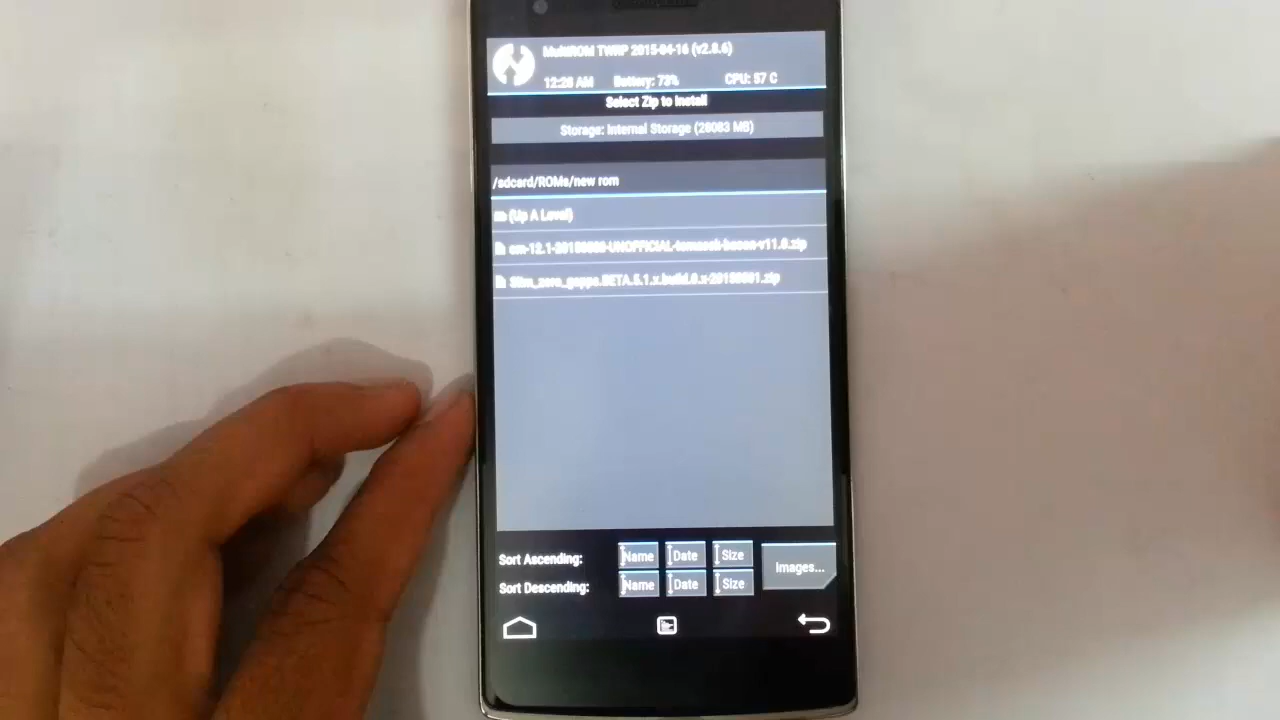 MultiROM TWRP 2015-04-16 (v2.8.6)
12:28 AM Battery: 73% CPU: 57 C
Select Zip to Install
Storage: Internal Storage (28083 MB)
/sdcard/ROMs/new rom
(Up A Level)
Sort Ascending: Name Date Size
Images...
Sort Descending: Name Date Size